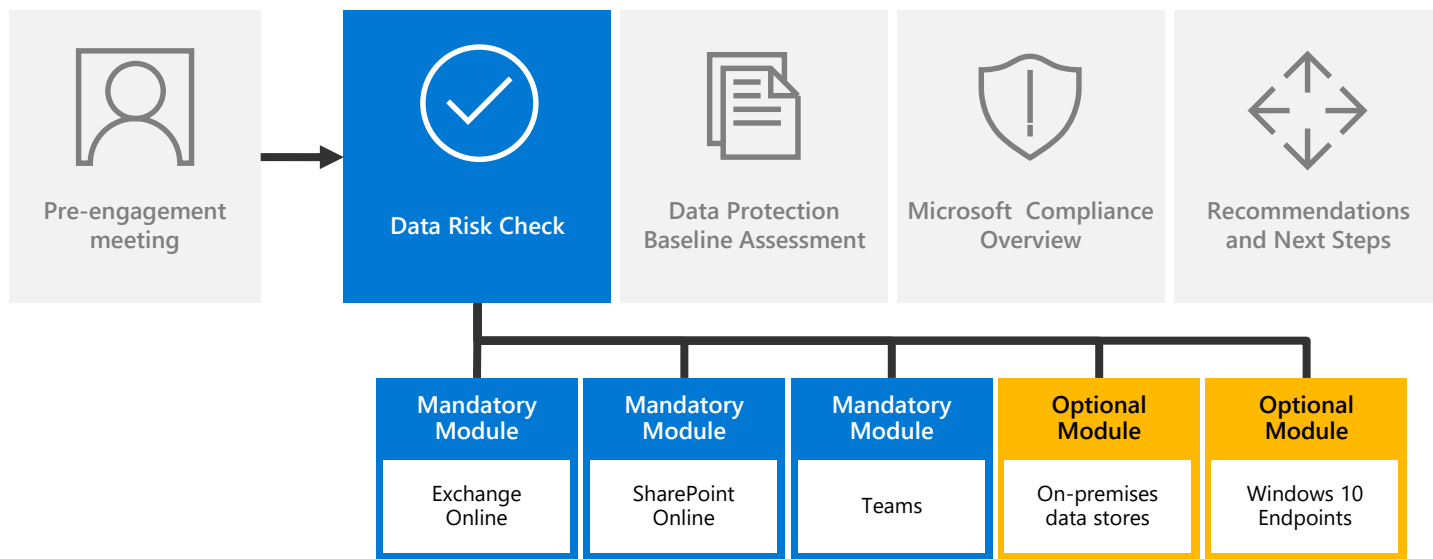 Pre-engagement
meeting
Data Risk Check
Data Protection
Baseline Assessment
Microsoft Compliance
Overview
Recommendations
and Next Steps
Mandatory
Module
Exchange
Online
Mandatory
Module
SharePoint
Online
Mandatory
Module
Teams
Optional
Module
On-premises
data stores
Optional
Module
Windows 10
Endpoints